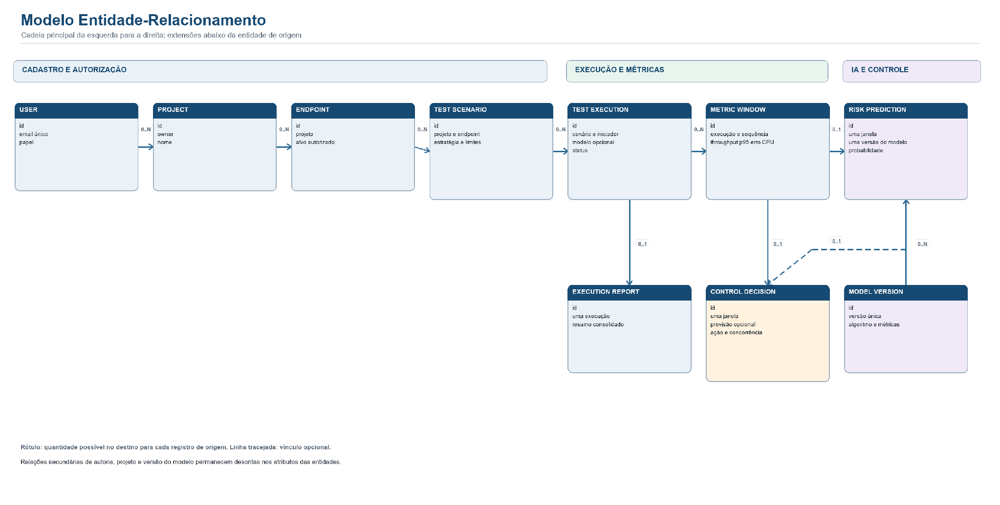 Modelo Entidade-Relacionamento
Cadeia principal da esquerda para a direita; extensões abaixo da entidade de origem
CADASTRO E AUTORIZAÇÃO
EXECUÇÃO E MÉTRICAS
IA E CONTROLE
USER
id
email único
papel
0..N
PROJECT
id
owner
nome
0..N
ENDPOINT
id
projeto
alvo autorizado
0..N
TEST SCENARIO
id
projeto e endpoint
estratégia e limites
0..N
TEST EXECUTION
id
cenário e iniciador
modelo opcional
status
0..N
METRIC WINDOW
id
execução e sequência
throughput p95 erro CPU
0..1
RISK PREDICTION
id
uma janela
uma versão do modelo
probabilidade
0..1
0..1
0..1
0..N
EXECUTION REPORT
id
uma execução
resumo consolidado
CONTROL DECISION
id
uma janela
previsão opcional
ação e concorrência
MODEL VERSION
id
versão única
algoritmo e métricas
Rótulo: quantidade possível no destino para cada registro de origem. Linha tracejada: vínculo opcional.
Relações secundárias de autoria, projeto e versão do modelo permanecem descritas nos atributos das entidades.